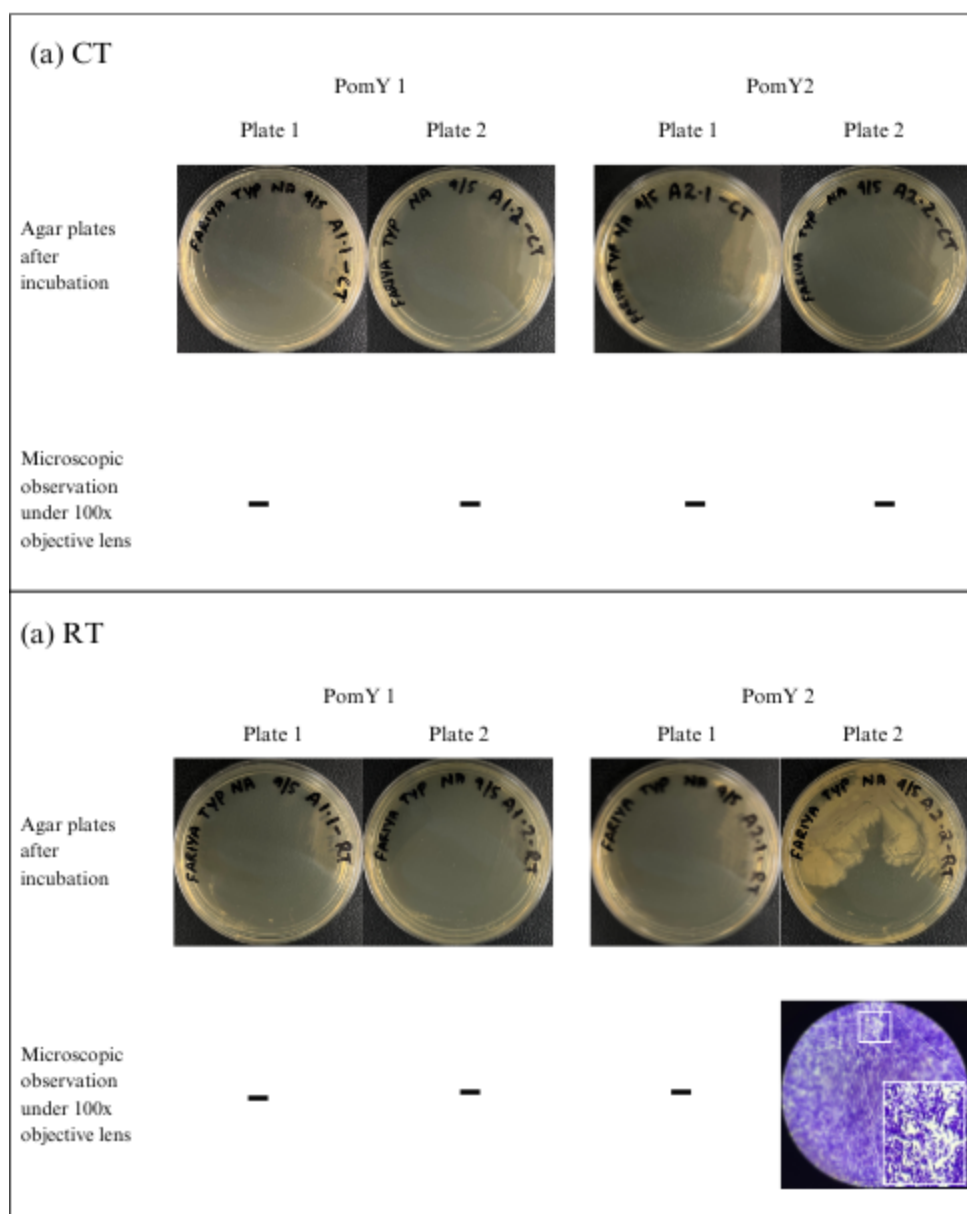 (a) CT
PomY 1
PomY2
Plate 1
Plate 2
Plate 1
Plate 2
Agar plates
after
incubation
FARIYA TYP NA 9/5 A1.1-CT
FARIYA TYP NA 9/5 A1.2-CT
FARIYA TYP NA 9/5 A2.1-CT
FARIYA TYP NA 9/5 A2.2-CT
Microscopic
observation
under 100x
objective lens
- - - -
(a) RT
PomY 1
PomY 2
Plate 1
Plate 2
Plate 1
Plate 2
Agar plates
after
incubation
FARIYA TYP NA 9/5 A1.1-RT
FARIYA TYP NA 9/5 A1.2-RT
FARIYA TYP NA 9/5 A2.1-RT
FARIYA TYP NA 9/5 A2.2-RT
Microscopic
observation
under 100x
objective lens
- - -